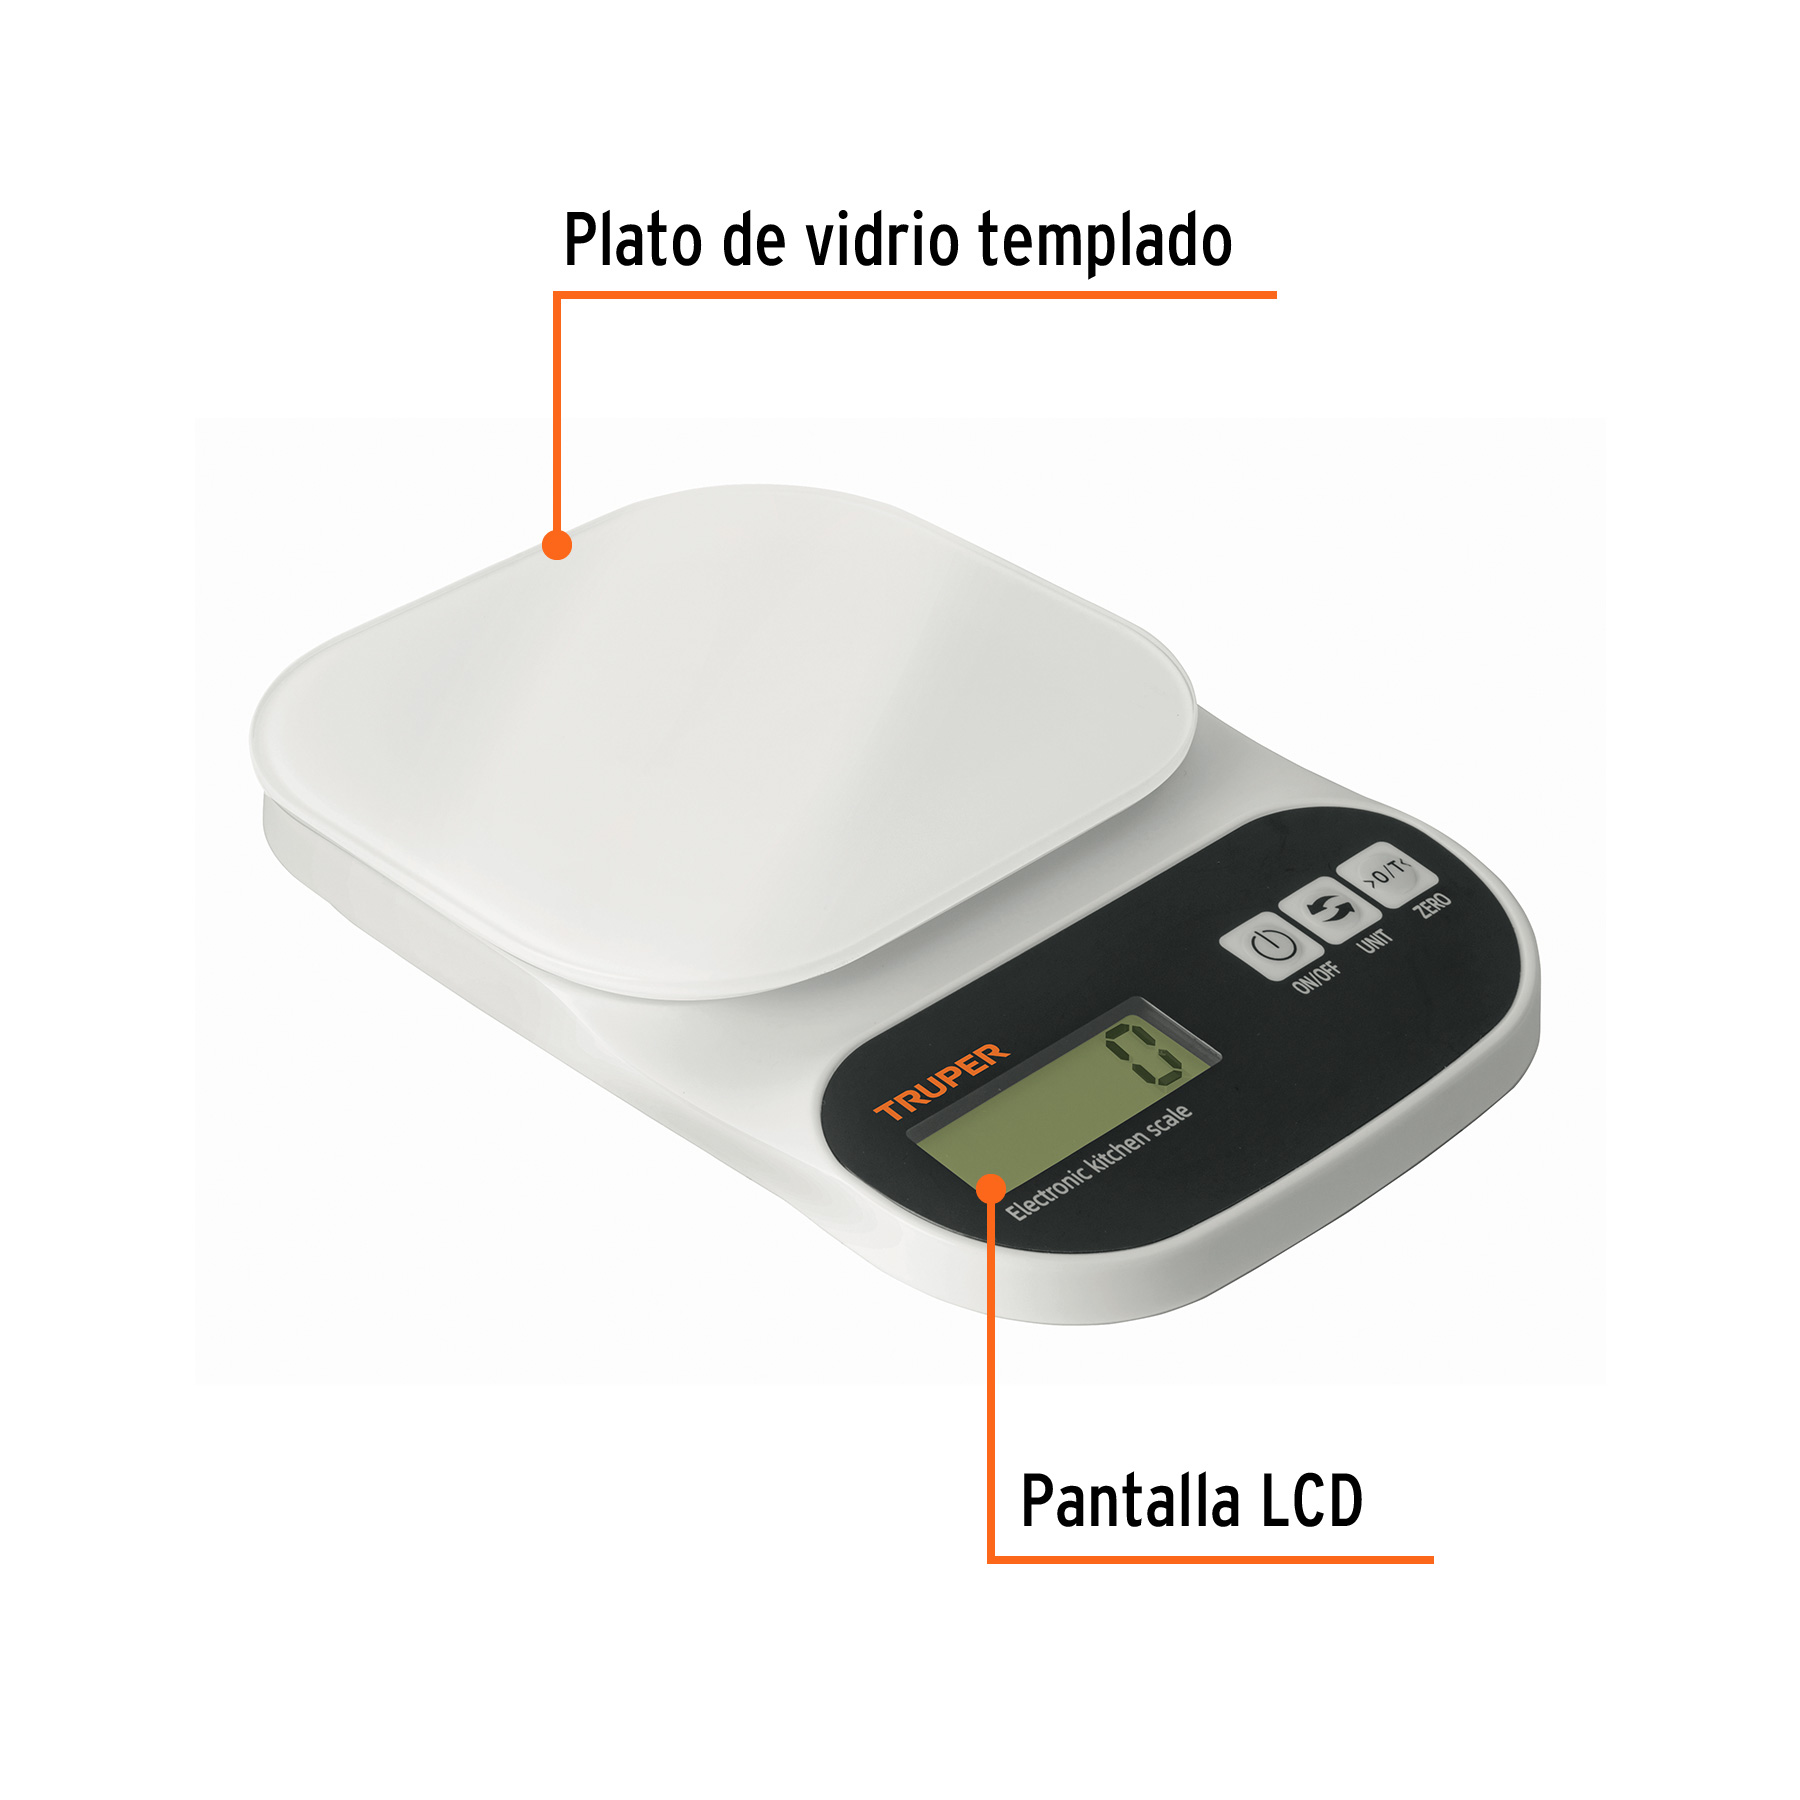 Plato de vidrio templado
>O/T<
ZERO
UNIT
ON/OFF
TRUPER
0
Electronic kitchen scale
Pantalla LCD